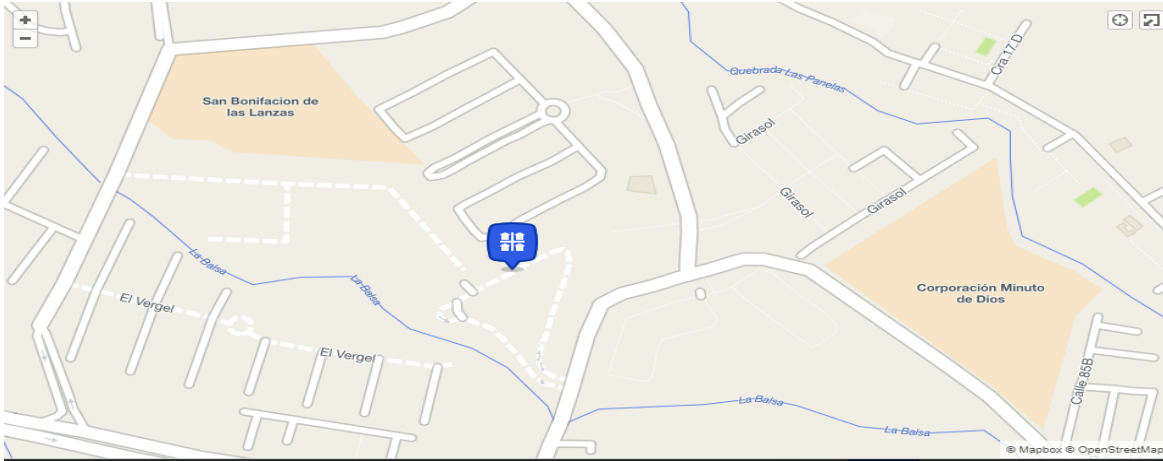 +
−
Cra.17.D
Quebrada Las Panelas
San Bonifacion de
las Lanzas
Girasol
Girasol
Girasol
La Balsa
La Balsa
El Vergel
Corporación Minuto
de Dios
El Vergel
Calle.85B
La Balsa
La Balsa
© Mapbox © OpenStreetMap